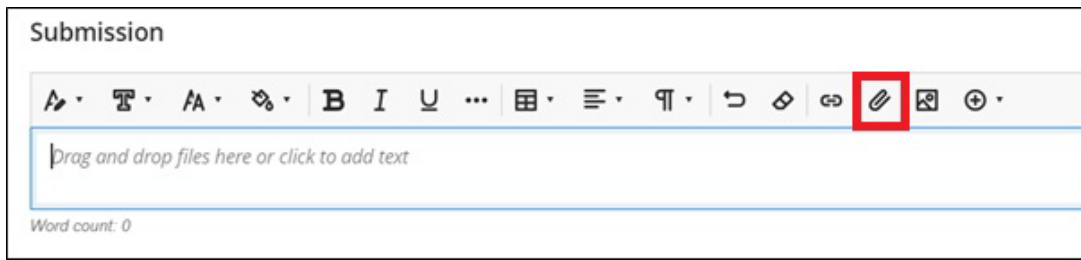 Submission
B I U
Drag and drop files here or click to add text
Word count: 0